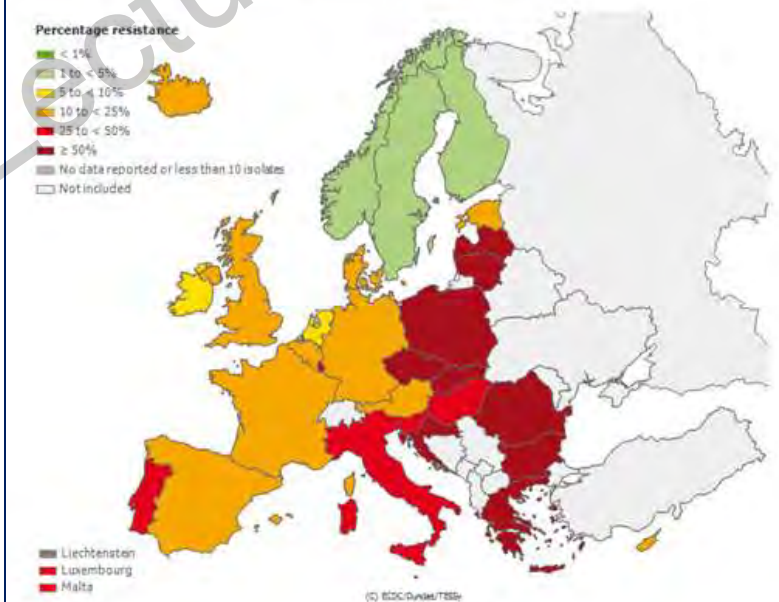 Percentage resistance
< 1%
1 to < 5%
5 to < 10%
10 to < 25%
25 to < 50%
≥ 50%
No data reported or less than 10 isolates
Not included
Liechtenstein
Luxembourg
Malta
(C) ECDC/Dundas/TESSy